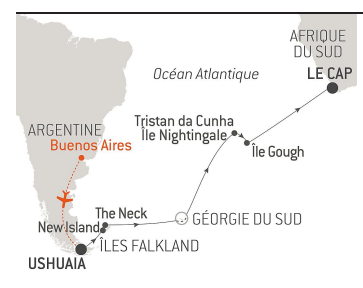 AFRIQUE
DU SUD
LE CAP
Océan Atlantique
Tristan da Cunha
Île Nightingale
Île Gough
ARGENTINE
Buenos Aires
The Neck
GÉORGIE DU SUD
New Island
ÎLES FALKLAND
USHUAIA